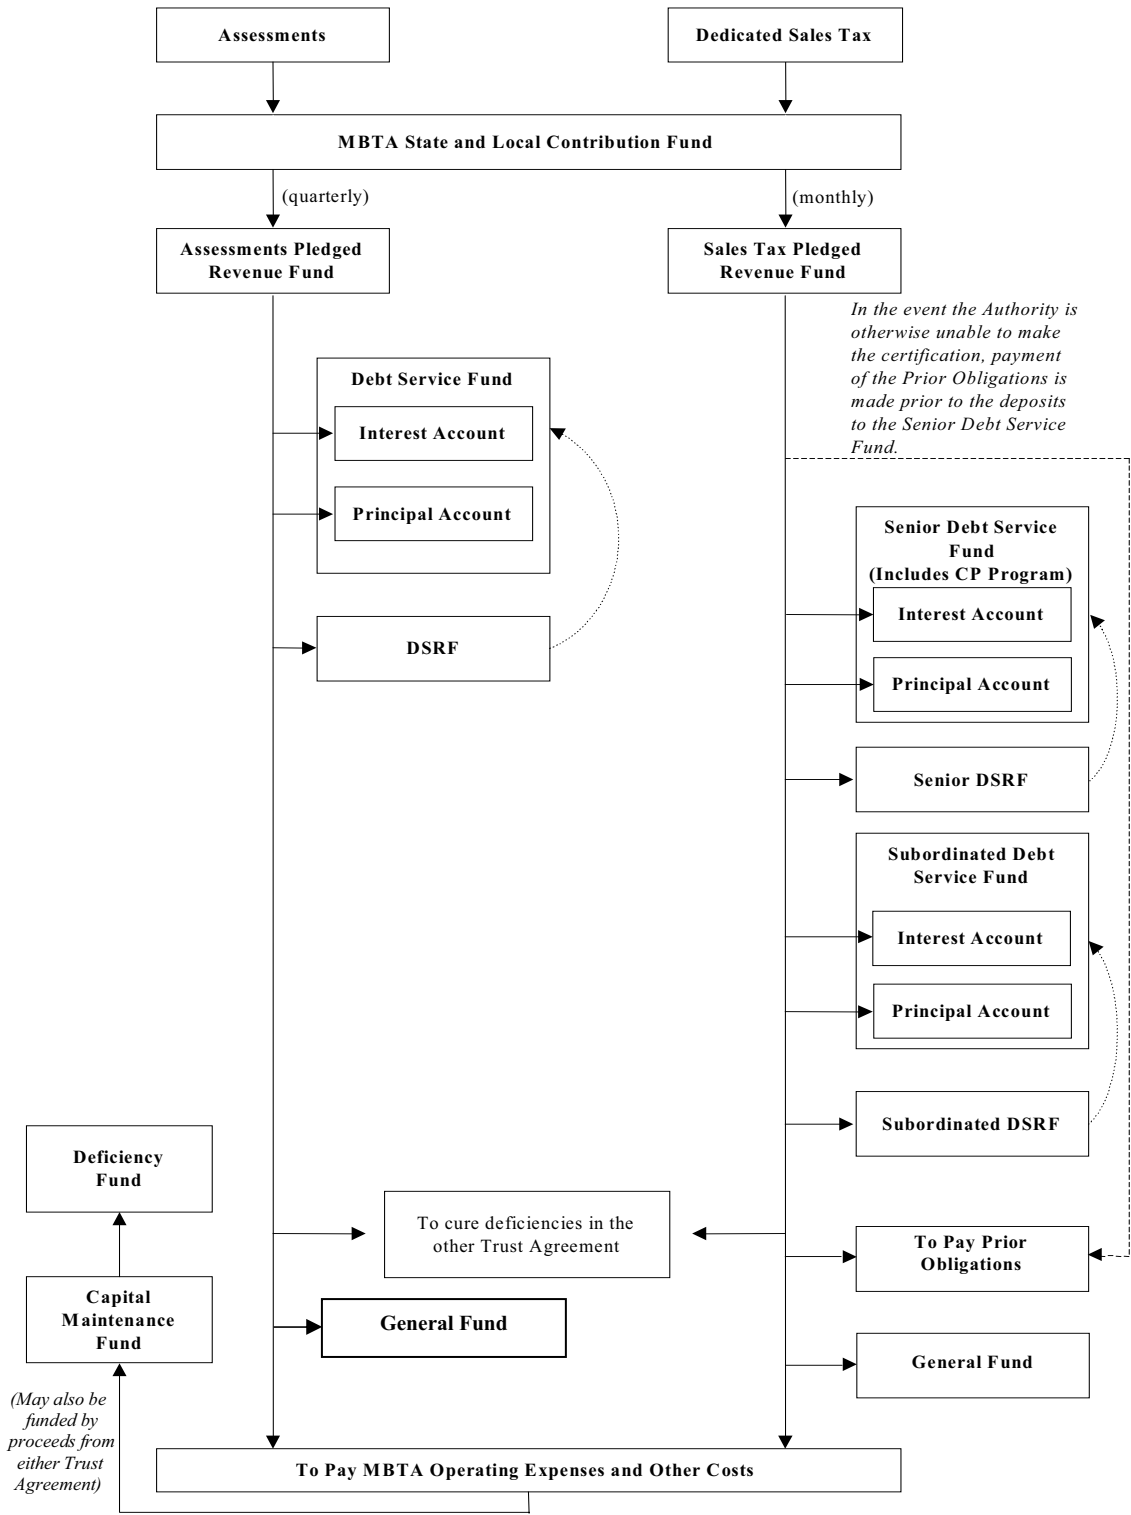 Assessments
Dedicated Sales Tax
MBTA State and Local Contribution Fund
(quarterly)
(monthly)
Assessments Pledged
Revenue Fund
Sales Tax Pledged
Revenue Fund
In the event the Authority is
otherwise unable to make
the certification, payment
of the Prior Obligations is
made prior to the deposits
to the Senior Debt Service
Fund.
Debt Service Fund
Interest Account
Principal Account
DSRF
Senior Debt Service
Fund
(Includes CP Program)
Interest Account
Principal Account
Senior DSRF
Subordinated Debt
Service Fund
Interest Account
Principal Account
Subordinated DSRF
Deficiency
Fund
To cure deficiencies in the
other Trust Agreement
To Pay Prior
Obligations
Capital
Maintenance
Fund
General Fund
General Fund
(May also be
funded by
proceeds from
either Trust
Agreement)
To Pay MBTA Operating Expenses and Other Costs